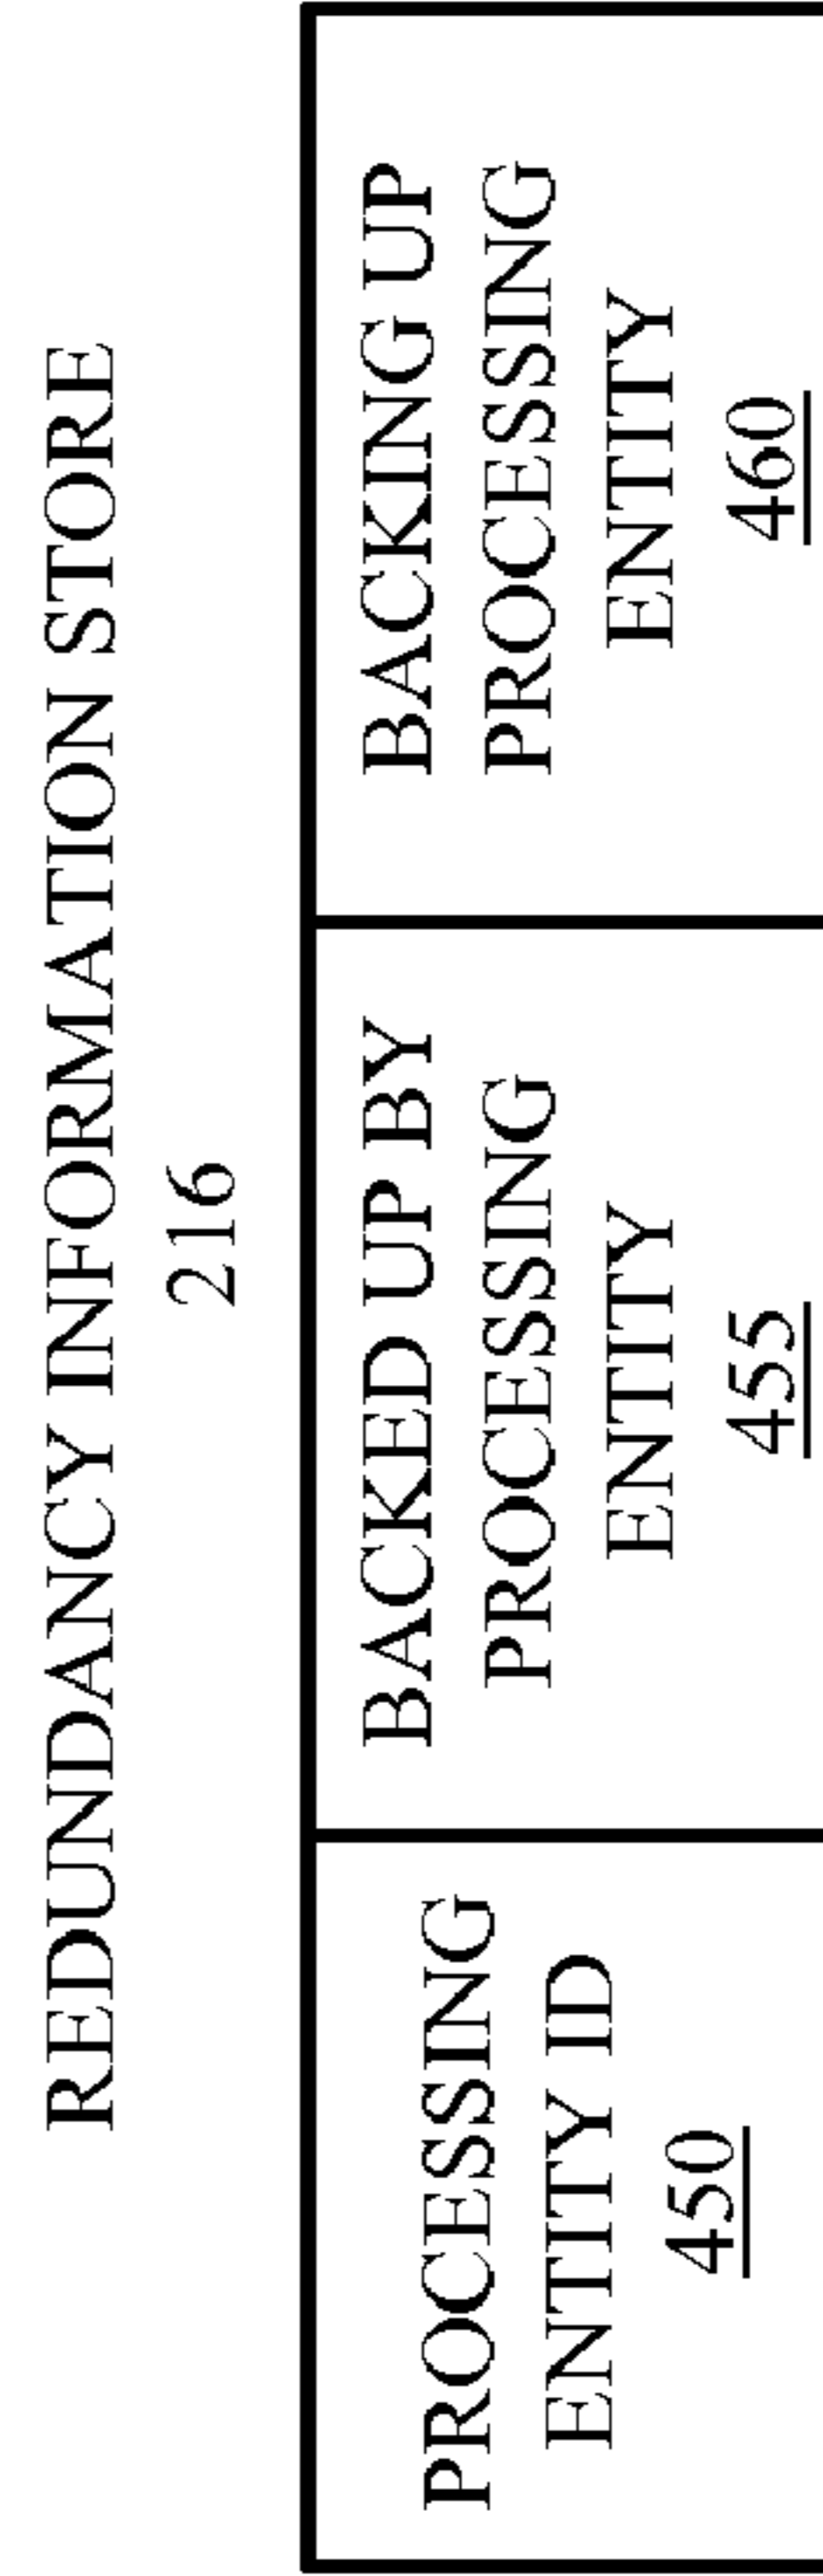 REDUNDANCY INFORMATION STORE
216
PROCESSING
ENTITY ID
450
BACKED UP BY
PROCESSING
ENTITY
455
BACKING UP
PROCESSING
ENTITY
460